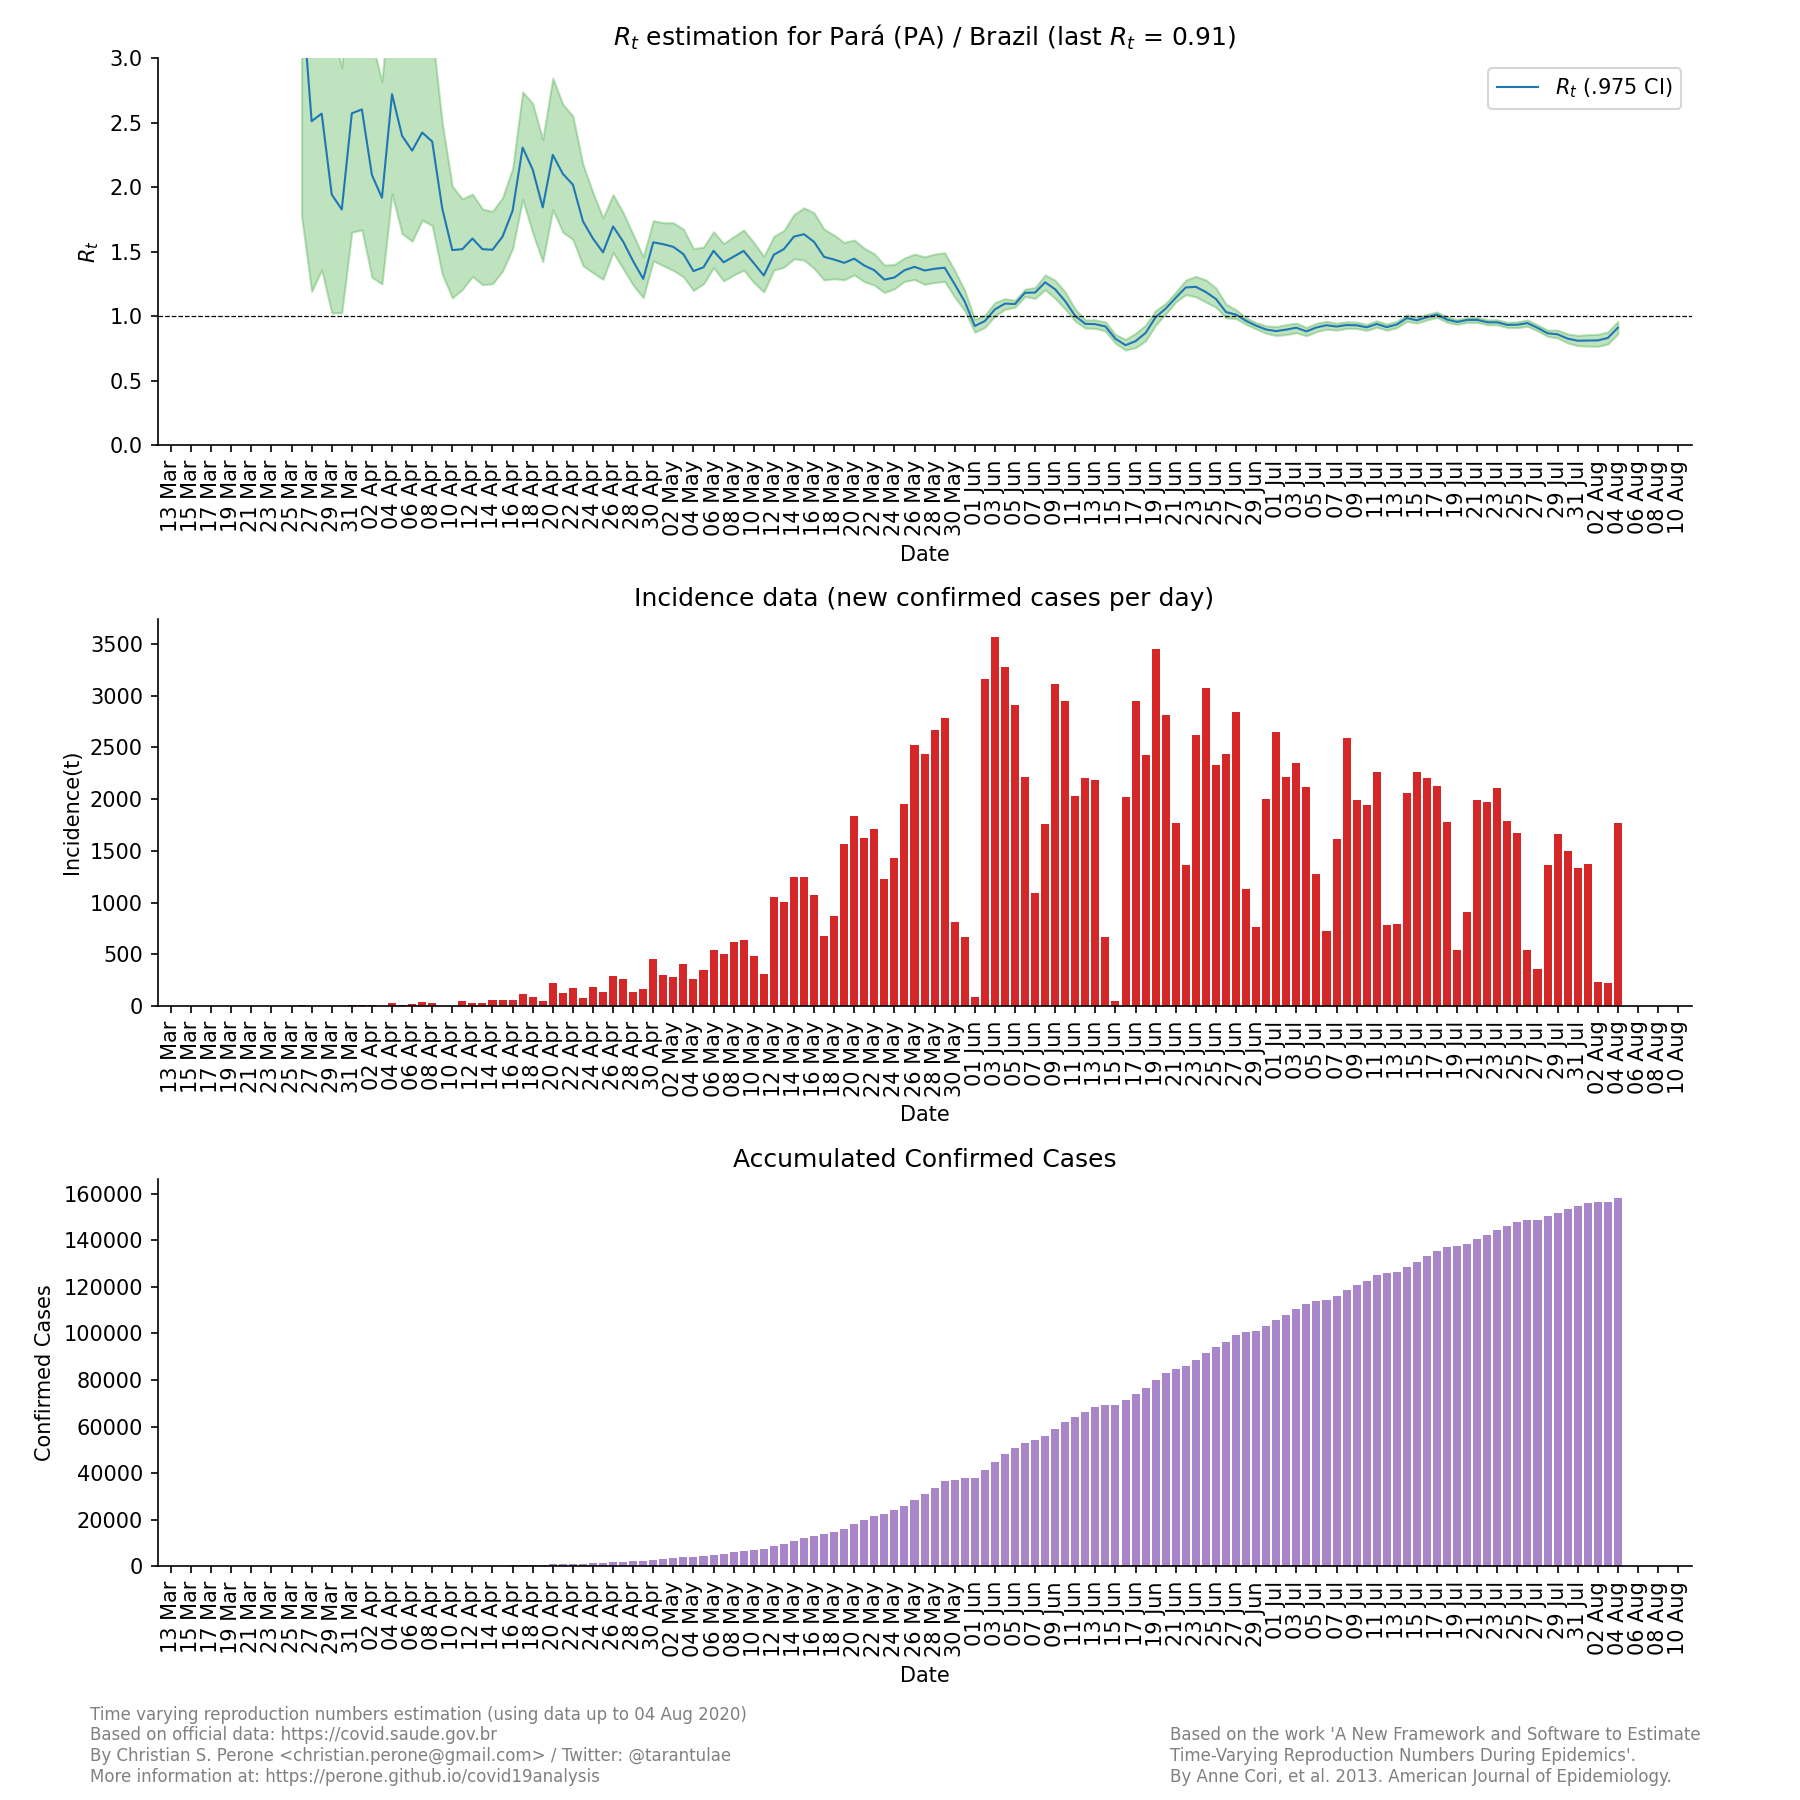 Rt estimation for Pará (PA) / Brazil (last Rt = 0.91)
Rt (.975 CI)
3.0
2.5
2.0
1.5
1.0
0.5
0.0
Rt
13 Mar 15 Mar 17 Mar 19 Mar 21 Mar 23 Mar 25 Mar 27 Mar 29 Mar 31 Mar 02 Apr 04 Apr 06 Apr 08 Apr 10 Apr 12 Apr 14 Apr 16 Apr 18 Apr 20 Apr 22 Apr 24 Apr 26 Apr 28 Apr 30 Apr 02 May 04 May 06 May 08 May 10 May 12 May 14 May 16 May 18 May 20 May 22 May 24 May 26 May 28 May 30 May 01 Jun 03 Jun 05 Jun 07 Jun 09 Jun 11 Jun 13 Jun 15 Jun 17 Jun 19 Jun 21 Jun 23 Jun 25 Jun 27 Jun 29 Jun 01 Jul 03 Jul 05 Jul 07 Jul 09 Jul 11 Jul 13 Jul 15 Jul 17 Jul 19 Jul 21 Jul 23 Jul 25 Jul 27 Jul 29 Jul 31 Jul 02 Aug 04 Aug 06 Aug 08 Aug 10 Aug
Date
Incidence data (new confirmed cases per day)
3500
3000
2500
2000
1500
1000
500
0
Incidence(t)
13 Mar 15 Mar 17 Mar 19 Mar 21 Mar 23 Mar 25 Mar 27 Mar 29 Mar 31 Mar 02 Apr 04 Apr 06 Apr 08 Apr 10 Apr 12 Apr 14 Apr 16 Apr 18 Apr 20 Apr 22 Apr 24 Apr 26 Apr 28 Apr 30 Apr 02 May 04 May 06 May 08 May 10 May 12 May 14 May 16 May 18 May 20 May 22 May 24 May 26 May 28 May 30 May 01 Jun 03 Jun 05 Jun 07 Jun 09 Jun 11 Jun 13 Jun 15 Jun 17 Jun 19 Jun 21 Jun 23 Jun 25 Jun 27 Jun 29 Jun 01 Jul 03 Jul 05 Jul 07 Jul 09 Jul 11 Jul 13 Jul 15 Jul 17 Jul 19 Jul 21 Jul 23 Jul 25 Jul 27 Jul 29 Jul 31 Jul 02 Aug 04 Aug 06 Aug 08 Aug 10 Aug
Date
Accumulated Confirmed Cases
160000
140000
120000
100000
80000
60000
40000
20000
0
Confirmed Cases
13 Mar 15 Mar 17 Mar 19 Mar 21 Mar 23 Mar 25 Mar 27 Mar 29 Mar 31 Mar 02 Apr 04 Apr 06 Apr 08 Apr 10 Apr 12 Apr 14 Apr 16 Apr 18 Apr 20 Apr 22 Apr 24 Apr 26 Apr 28 Apr 30 Apr 02 May 04 May 06 May 08 May 10 May 12 May 14 May 16 May 18 May 20 May 22 May 24 May 26 May 28 May 30 May 01 Jun 03 Jun 05 Jun 07 Jun 09 Jun 11 Jun 13 Jun 15 Jun 17 Jun 19 Jun 21 Jun 23 Jun 25 Jun 27 Jun 29 Jun 01 Jul 03 Jul 05 Jul 07 Jul 09 Jul 11 Jul 13 Jul 15 Jul 17 Jul 19 Jul 21 Jul 23 Jul 25 Jul 27 Jul 29 Jul 31 Jul 02 Aug 04 Aug 06 Aug 08 Aug 10 Aug
Date
Time varying reproduction numbers estimation (using data up to 04 Aug 2020)
Based on official data: https://covid.saude.gov.br
By Christian S. Perone <christian.perone@gmail.com> / Twitter: @tarantulae
More information at: https://perone.github.io/covid19analysis
Based on the work 'A New Framework and Software to Estimate
Time-Varying Reproduction Numbers During Epidemics'.
By Anne Cori, et al. 2013. American Journal of Epidemiology.